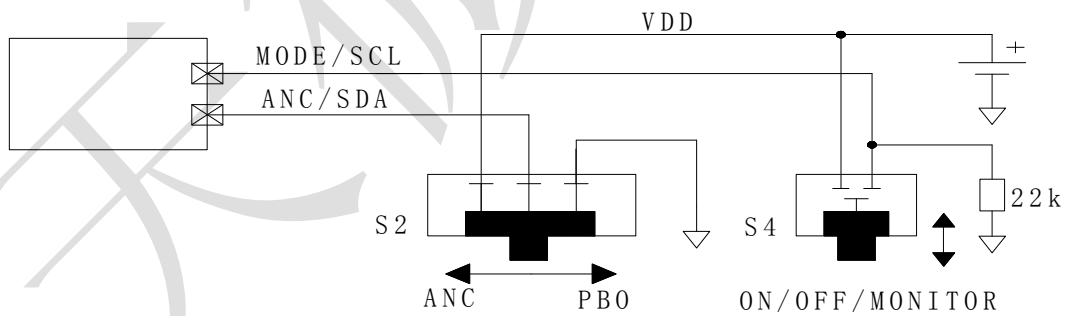 VDD
MODE/SCL
+
ANC/SDA
22k
S2
S4
ANC
PBO
ON/OFF/MONITOR